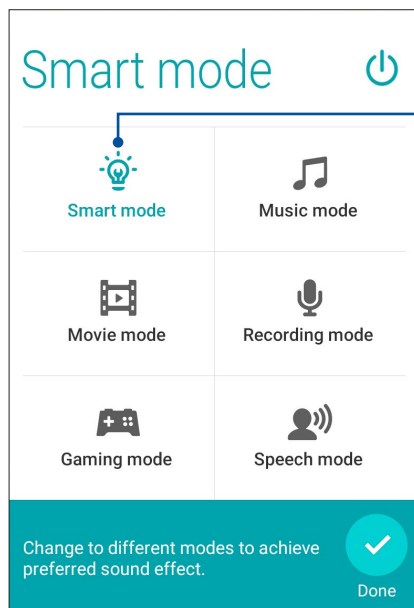 Smart mode
Smart mode
Music mode
Movie mode
Recording mode
Gaming mode
Speech mode
Change to different modes to achieve
preferred sound effect.
Done